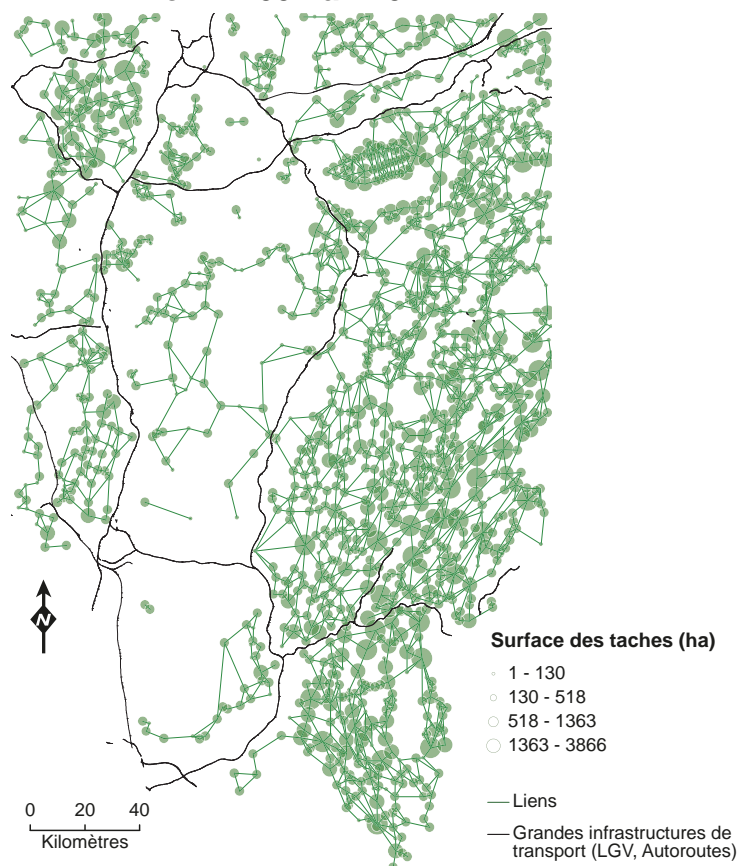 N
Surface des taches (ha)
1 - 130
130 - 518
518 - 1363
1363 - 3866
Liens
Grandes infrastructures de
transport (LGV, Autoroutes)
0 20 40
Kilomètres